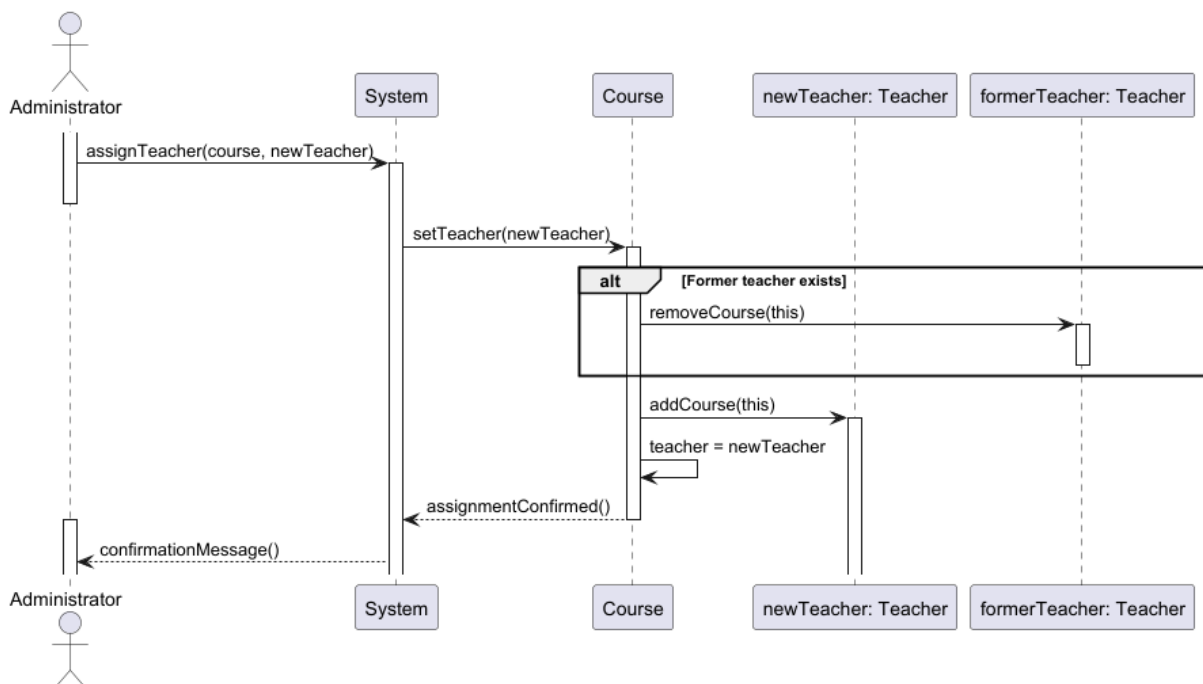 Administrator
System
Course
newTeacher: Teacher
formerTeacher: Teacher
assignTeacher(course, newTeacher)
setTeacher(newTeacher)
alt
[Former teacher exists]
removeCourse(this)
addCourse(this)
teacher = newTeacher
assignmentConfirmed()
confirmationMessage()
Administrator
System
Course
newTeacher: Teacher
formerTeacher: Teacher